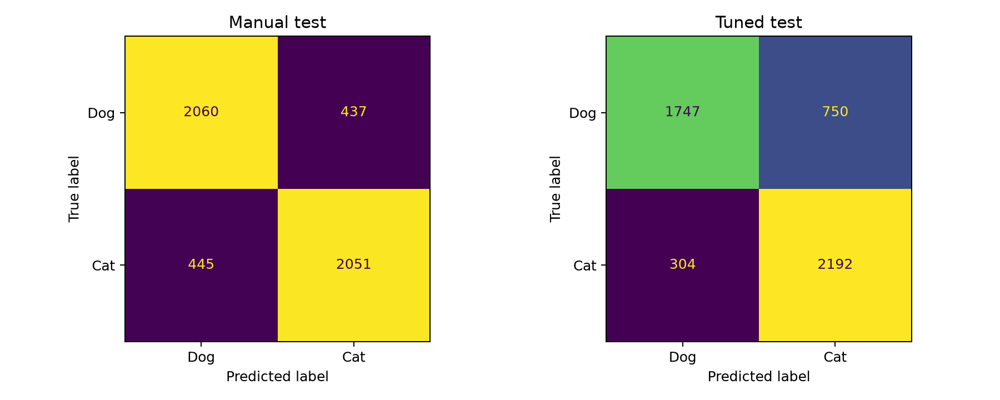 Manual test
Dog
2060
437
Cat
445
2051
True label
Dog
Cat
Predicted label
Tuned test
Dog
1747
750
Cat
304
2192
True label
Dog
Cat
Predicted label